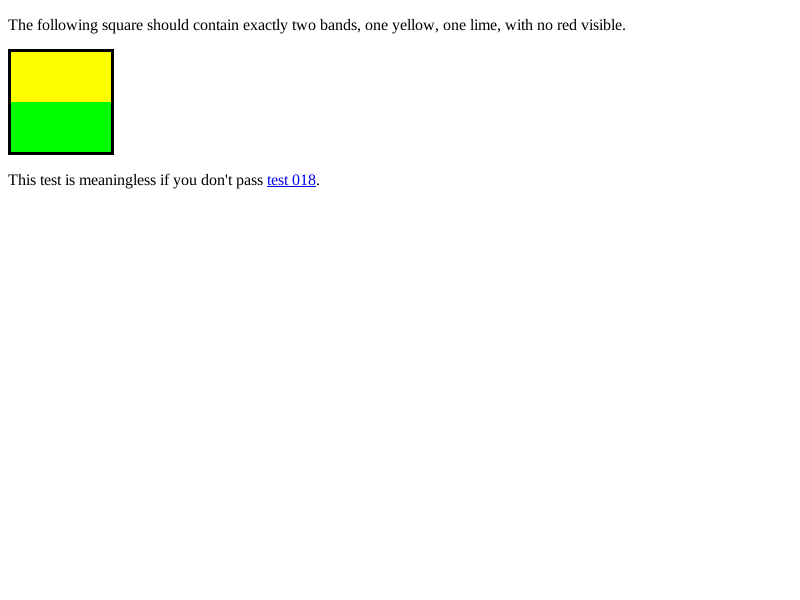 The following square should contain exactly two bands, one yellow, one lime, with no red visible.
This test is meaningless if you don't pass test 018.